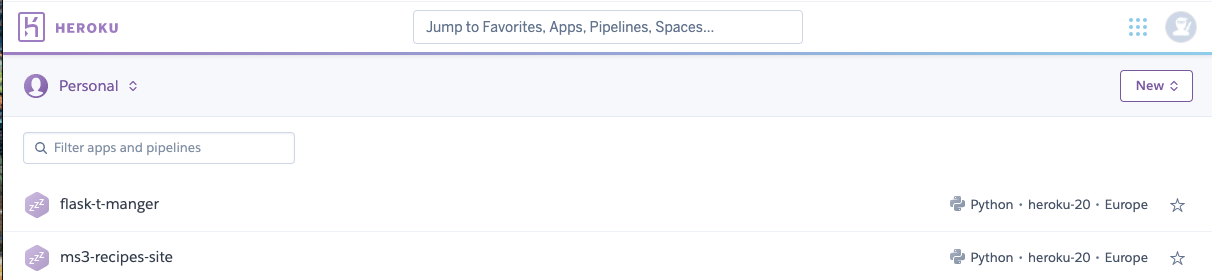 HEROKU
Jump to Favorites, Apps, Pipelines, Spaces...
Personal
New
Filter apps and pipelines
zzz flask-t-manger Python • heroku-20 • Europe
zzz ms3-recipes-site Python • heroku-20 • Europe